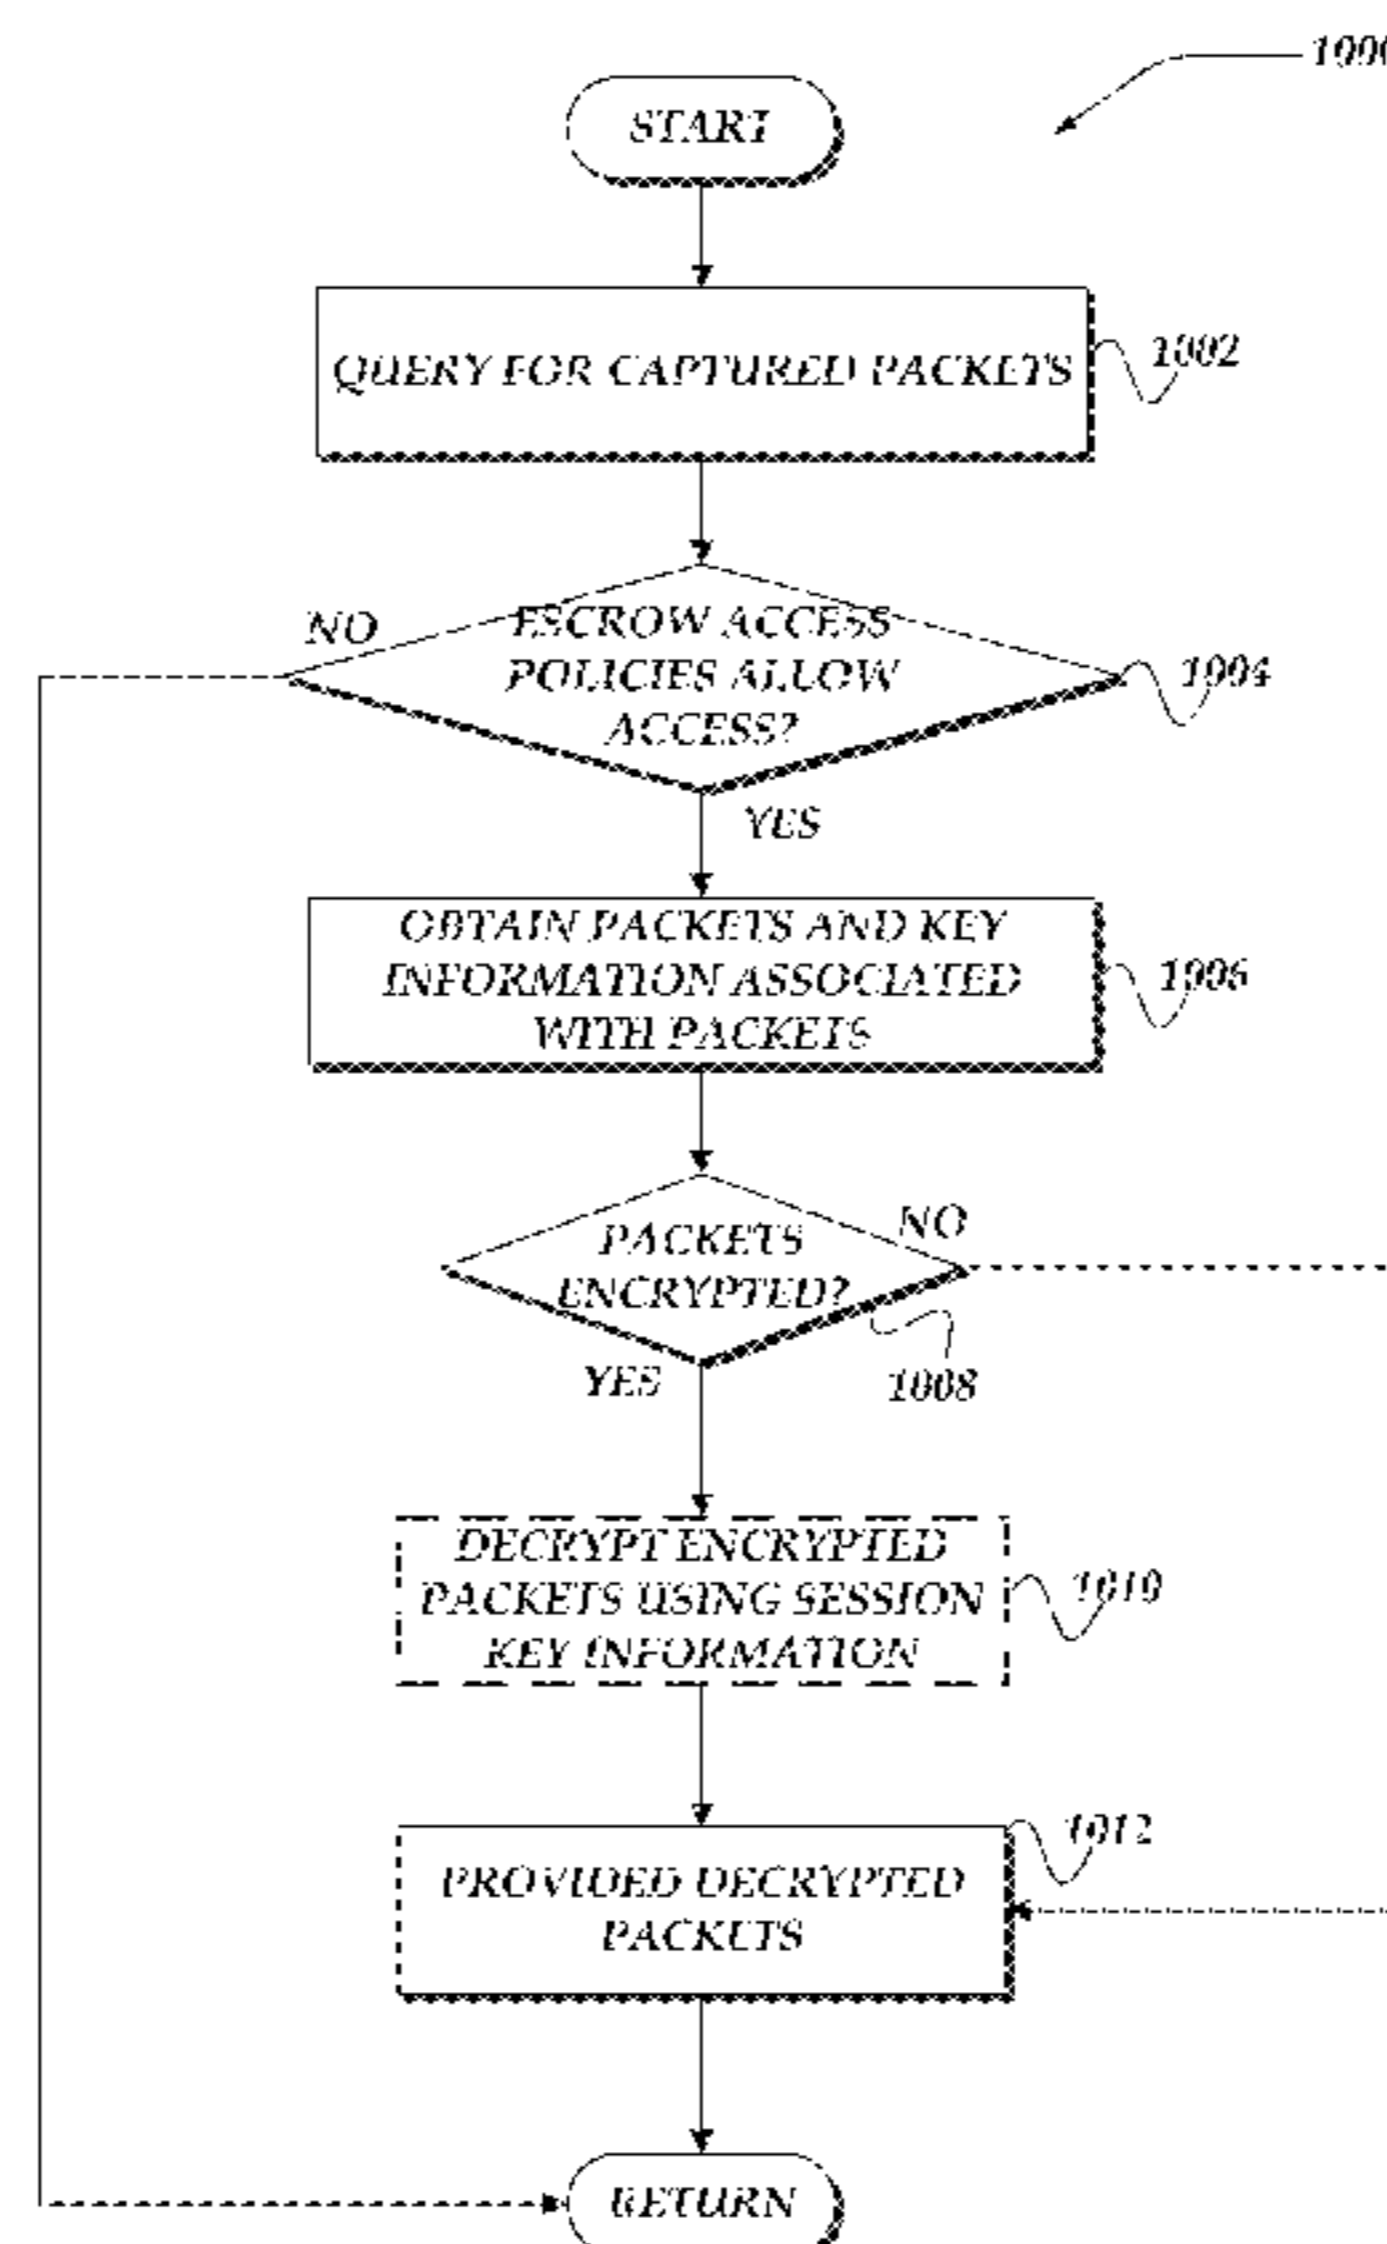 1000
START
QUERY FOR CAPTURED PACKETS
1002
NO
ESCROW ACCESS
POLICIES ALLOW
ACCESS?
1004
YES
OBTAIN PACKETS AND KEY
INFORMATION ASSOCIATED
WITH PACKETS
1006
PACKETS
ENCRYPTED?
NO
YES
1008
DECRYPT ENCRYPTED
PACKETS USING SESSION
KEY INFORMATION
1010
PROVIDED DECRYPTED
PACKETS
1012
RETURN